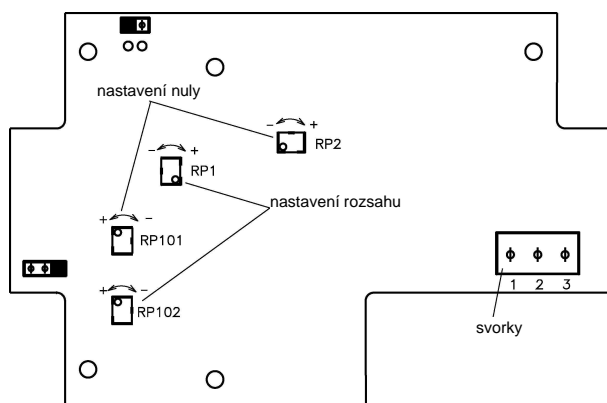 nastavení nuly
- +
RP2
- +
RP1
nastavení rozsahu
+ -
RP101
+ -
RP102
1 2 3
svorky